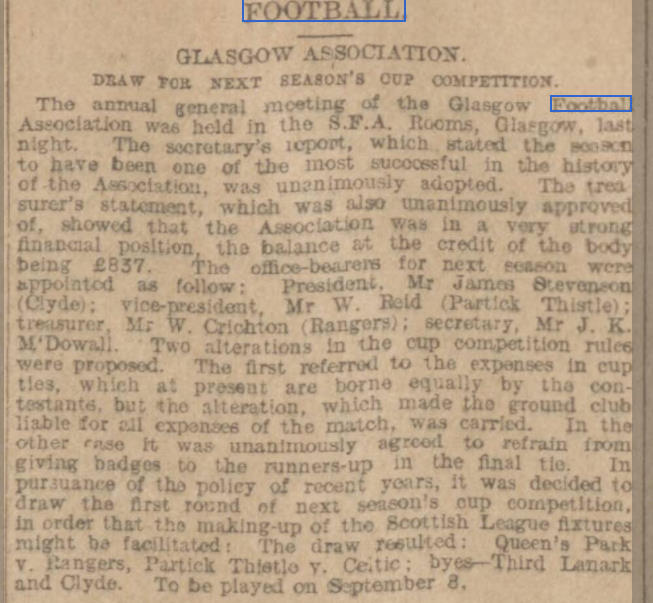 FOOTBALL.
GLASGOW ASSOCIATION.
DRAW FOR NEXT SEASON'S CUP COMPETITION.
The annual general meeting of the Glasgow Football
Association was held in the S.F.A. Rooms, Glasgow, last
night. The secretary's report, which stated the season
to have been one of the most successful in the history
of the Association, was unanimously adopted. The trea
surer's statement, which was also unanimously approved
of, showed that the Association was in a very strong
financial position, the balance at the credit of the body
being £837. The office-bearers for next season were
appointed as follow: President, Mr James Stevenson
(Clyde); vice-president, Mr W. Reid (Partick Thistle);
treasurer, Mr W. Crichton (Rangers); secretary, Mr J. K.
M'Dowall. Two alterations in the cup competition rules
were proposed. The first referred to the expenses in cup
ties, which at present are borne equally by the con-
testants, but the alteration, which made the ground club
liable for all expenses of the match, was carried. In the
other case it was unanimously agreed to refrain from
giving badges to the runners-up in the final tie. In
pursuance of the policy of recent years, it was decided to
draw the first round of next season's cup competition,
in order that the making-up of the Scottish League fixtures
might be facilitated: The draw resulted: Queen's Park
v. Rangers, Partick Thistle v. Celtic; byes—Third Lanark
and Clyde. To be played on September 8.